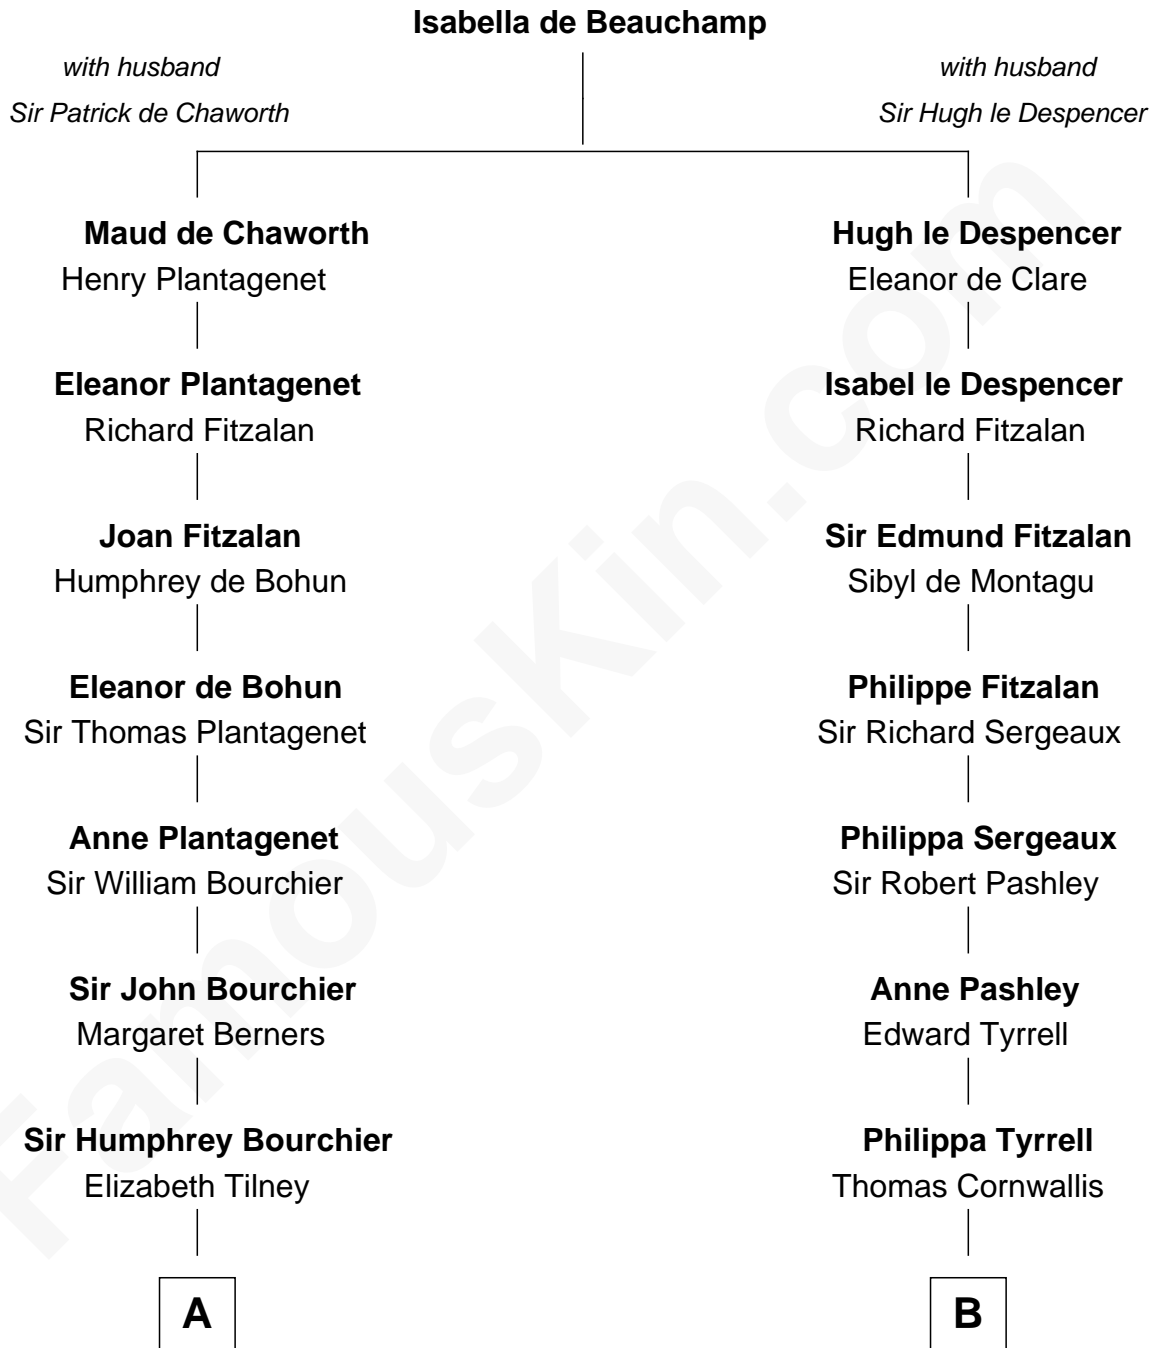 Isabella de Beauchamp
with husband
Sir Patrick de Chaworth
with husband
Sir Hugh le Despencer
Maud de Chaworth
Henry Plantagenet
Hugh le Despencer
Eleanor de Clare
Eleanor Plantagenet
Richard Fitzalan
Isabel le Despencer
Richard Fitzalan
Joan Fitzalan
Humphrey de Bohun
Sir Edmund Fitzalan
Sibyl de Montagu
Eleanor de Bohun
Sir Thomas Plantagenet
Philippe Fitzalan
Sir Richard Sergeaux
Anne Plantagenet
Sir William Bourchier
Philippa Sergeaux
Sir Robert Pashley
Sir John Bourchier
Margaret Berners
Anne Pashley
Edward Tyrrell
Sir Humphrey Bourchier
Elizabeth Tilney
Philippa Tyrrell
Thomas Cornwallis
A
B
FamousKin.com